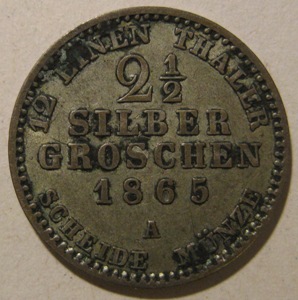 12 EINEN THALER
2 1/2
SILBER
GROSCHEN
1865
A
SCHEIDE MÜNZE